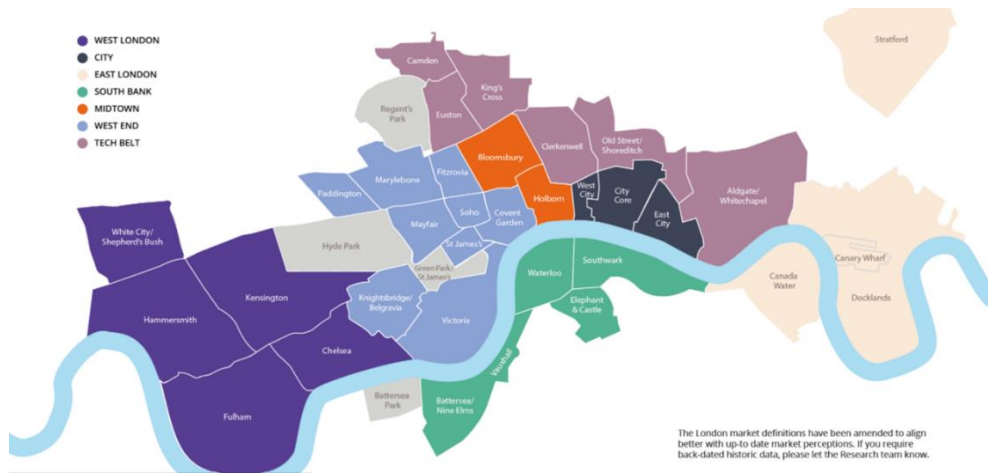 WEST LONDON
CITY
EAST LONDON
SOUTH BANK
MIDTOWN
WEST END
TECH BELT
Stratford
Camden
King's
Cross
Regent's
Park
Euston
Old Street/
Shoreditch
Clerkenwell
Bloomsbury
Fitzrovia
Marylebone
Paddington
West
City
City
Core
Aldgate/
Whitechapel
Holborn
Soho
Covent
Garden
Mayfair
East
City
White City/
Shepherd's Bush
Hyde Park
St James's
Green Park/
St James's
Waterloo
Southwark
Canary Wharf
Canada
Water
Docklands
Kensington
Knightsbridge/
Belgravia
Elephant
& Castle
Hammersmith
Victoria
Chelsea
Vauxhall
Battersea
Park
Battersea/
Nine Elms
Fulham
The London market definitions have been amended to align
better with up-to date market perceptions. If you require
back-dated historic data, please let the Research team know.